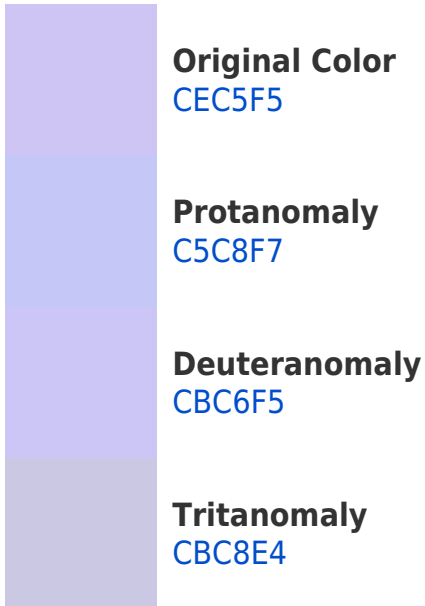 Original Color
CEC5F5
Protanomaly
C5C8F7
Deuteranomaly
CBC6F5
Tritanomaly
CBC8E4